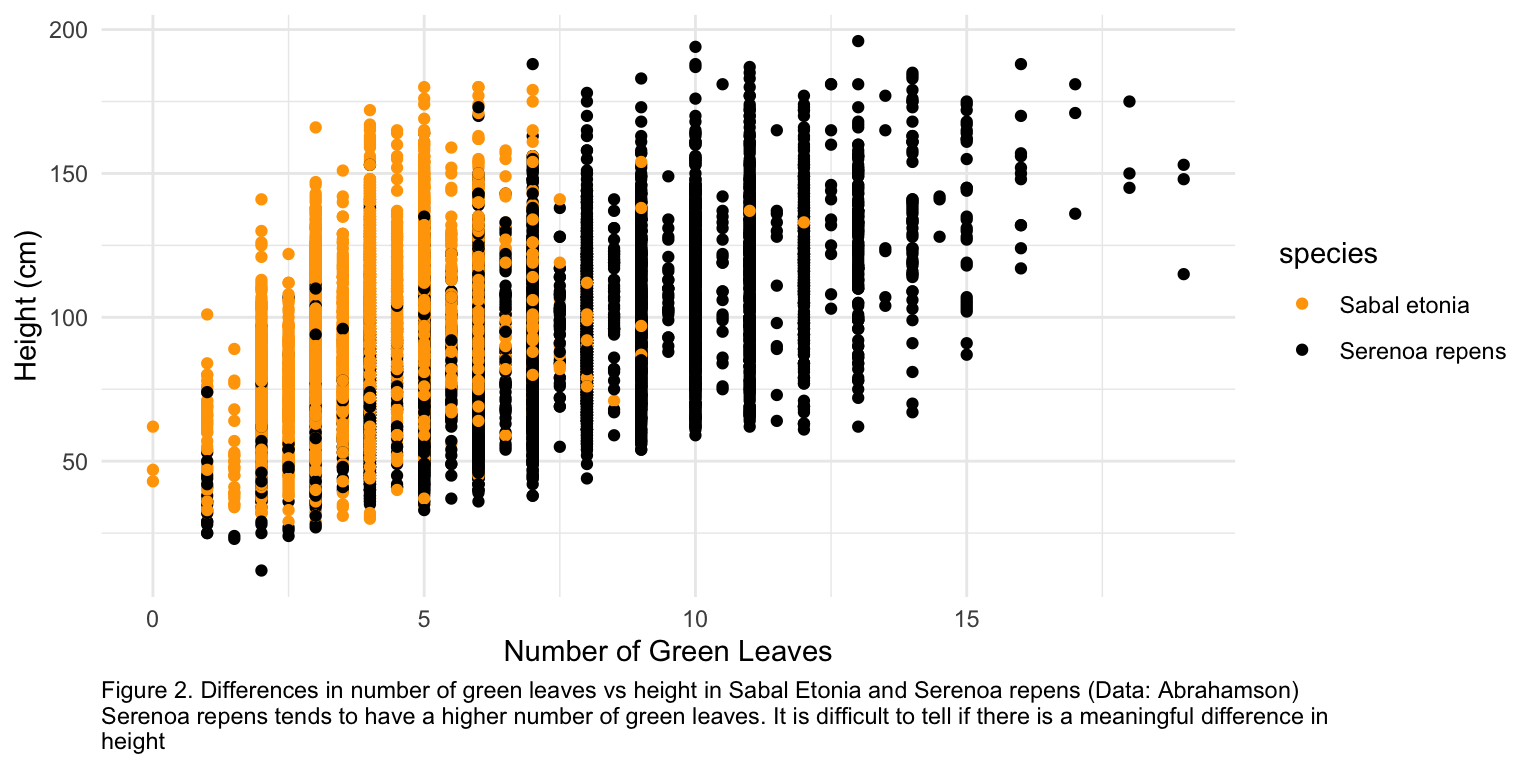 200
150
100
50
Height (cm)
0
5
10
15
Number of Green Leaves
species
Sabal etonia
Serenoa repens
Figure 2. Differences in number of green leaves vs height in Sabal Etonia and Serenoa repens (Data: Abrahamson)
Serenoa repens tends to have a higher number of green leaves. It is difficult to tell if there is a meaningful difference in
height